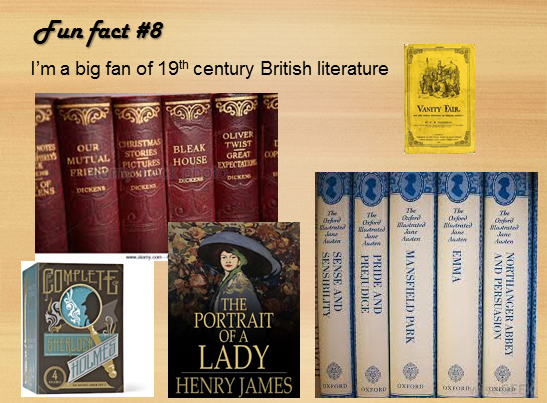 Fun fact #8
I'm a big fan of 19th century British literature
VANITY FAIR
OUR
MUTUAL
FRIEND
DICKENS
CHRISTMAS
STORIES
PICTURES
FROM ITALY
DICKENS
BLEAK
HOUSE
DICKENS
OLIVER
TWIST
GREAT
EXPECTATIONS
DICKENS
www.alamy.com
COMPLETE
SHERLOCK
HOLMES
4
THE
PORTRAIT
OF A
LADY
HENRY JAMES
The
Oxford
Illustrated
Jane
Austen
SENSE AND
SENSIBILITY
OXFORD
The
Oxford
Illustrated
Jane
Austen
PRIDE AND
PREJUDICE
OXFORD
The
Oxford
Illustrated
Jane
Austen
MANSFIELD PARK
OXFORD
The
Oxford
Illustrated
Jane
Austen
EMMA
OXFORD
The
Oxford
Illustrated
Jane
Austen
NORTHANGER ABBEY
AND PERSUASION
OXFORD